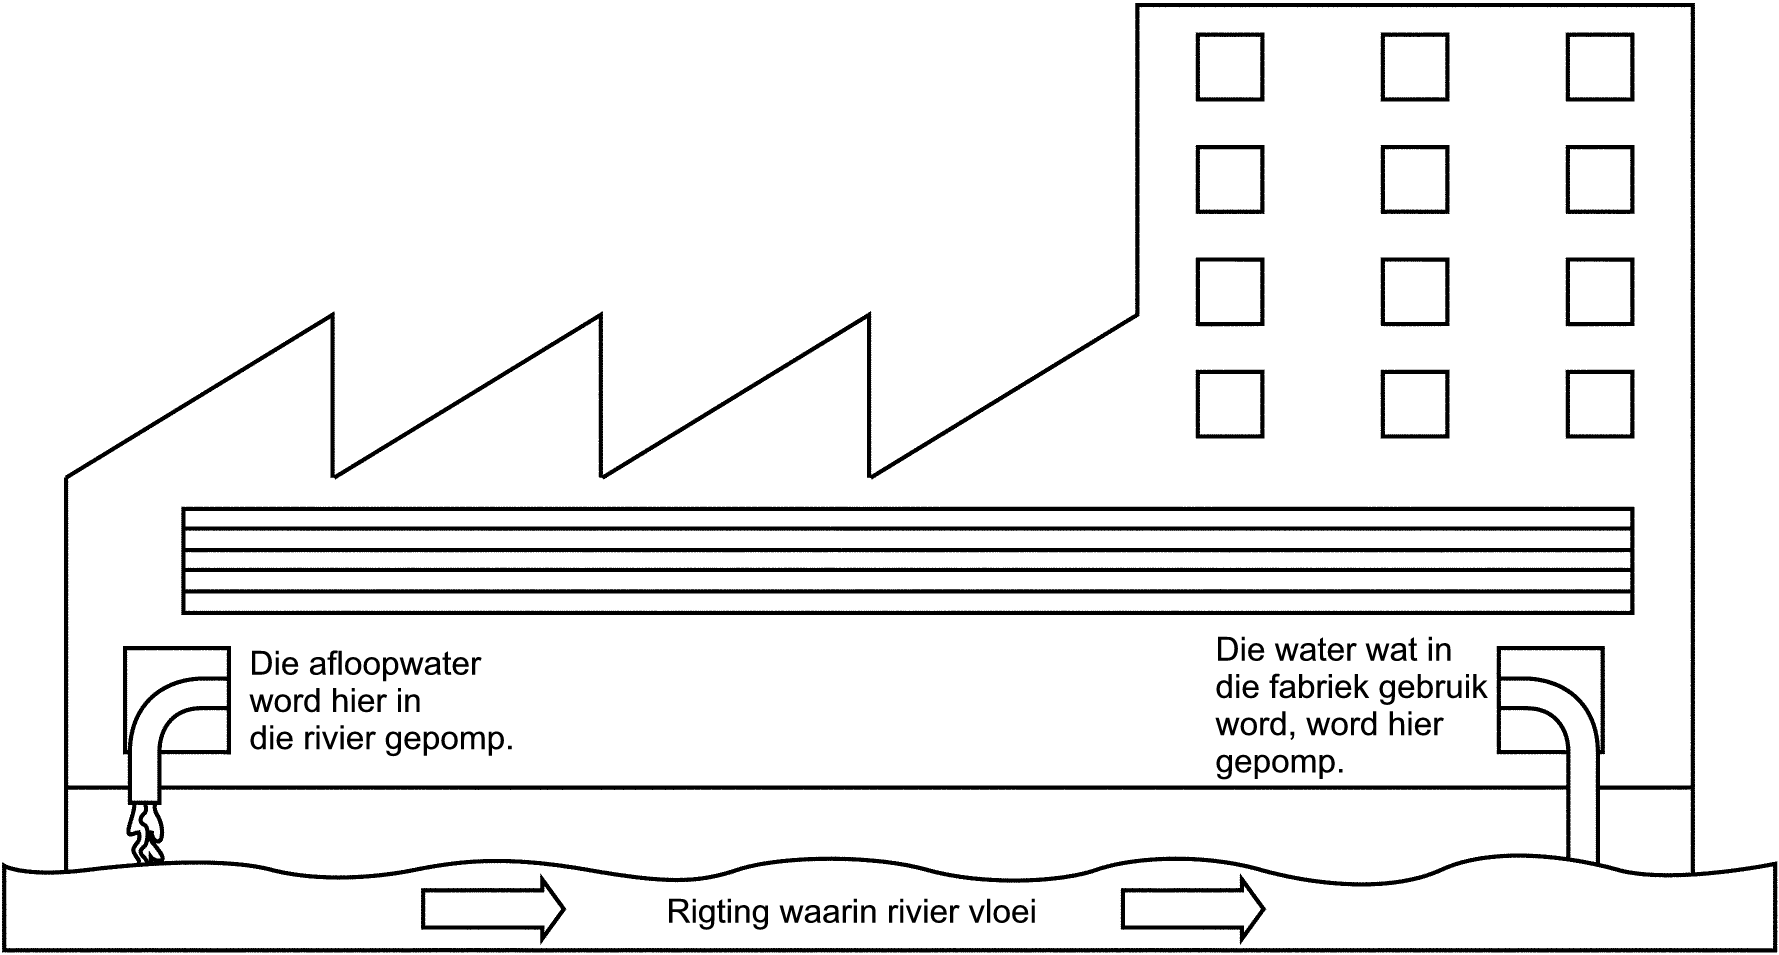 Die afloopwater
word hier in
die rivier gepomp.
Die water wat in
die fabriek gebruik
word, word hier
gepomp.
Rigting waarin rivier vloei